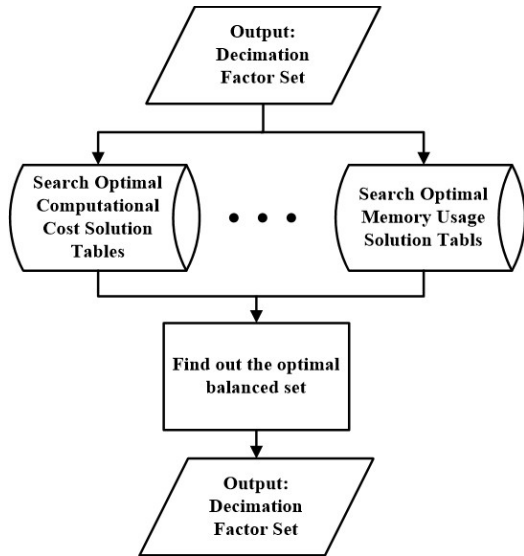 Output:
Decimation
Factor Set
Search Optimal
Computational
Cost Solution
Tables
Search Optimal
Memory Usage
Solution Tabls
Find out the optimal
balanced set
Output:
Decimation
Factor Set